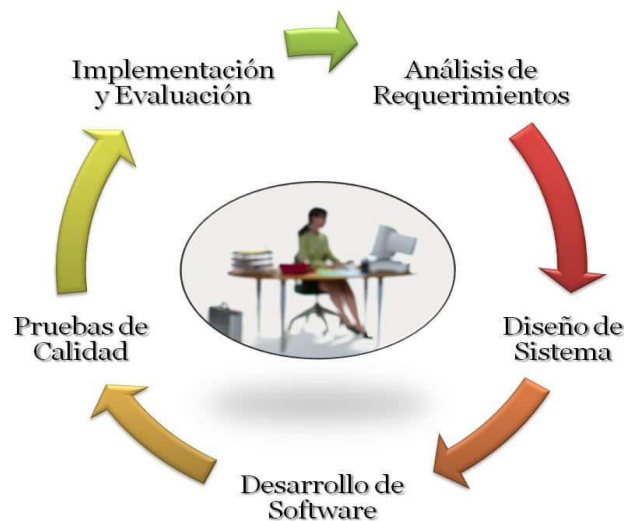 Implementación
y Evaluación
Análisis de
Requerimientos
Diseño de
Sistema
Desarrollo de
Software
Pruebas de
Calidad